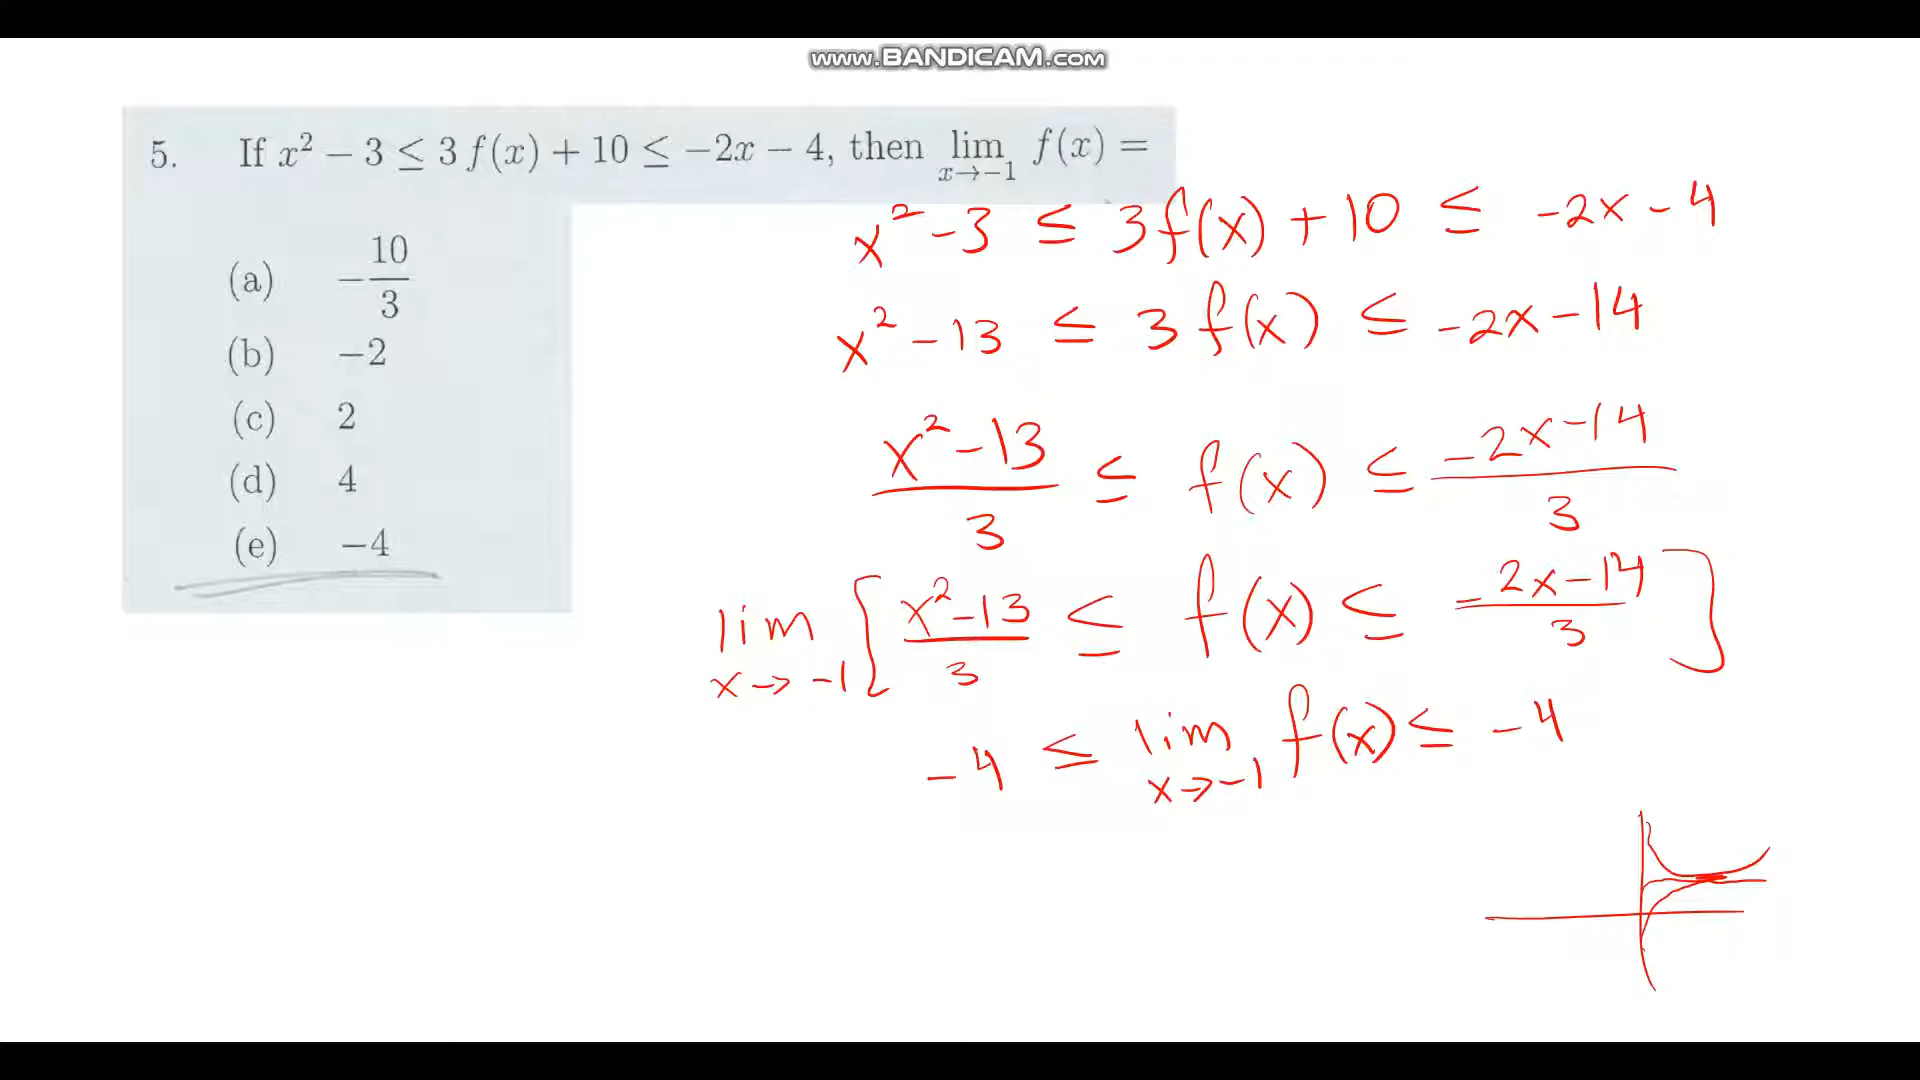 www.BANDICAM.com
5. If x² − 3 ≤ 3 f(x) + 10 ≤ −2x − 4, then lim x→−1 f(x) =
(a) −10/3
(b) −2
(c) 2
(d) 4
(e) −4
x² − 3 ≤ 3f(x) + 10 ≤ −2x − 4
x² − 13 ≤ 3f(x) ≤ −2x − 14
x² − 13 / 3 ≤ f(x) ≤ −2x − 14 / 3
lim x→−1 [ x² − 13 / 3 ≤ f(x) ≤ −2x − 14 / 3 ]
−4 ≤ lim x→−1 f(x) ≤ −4